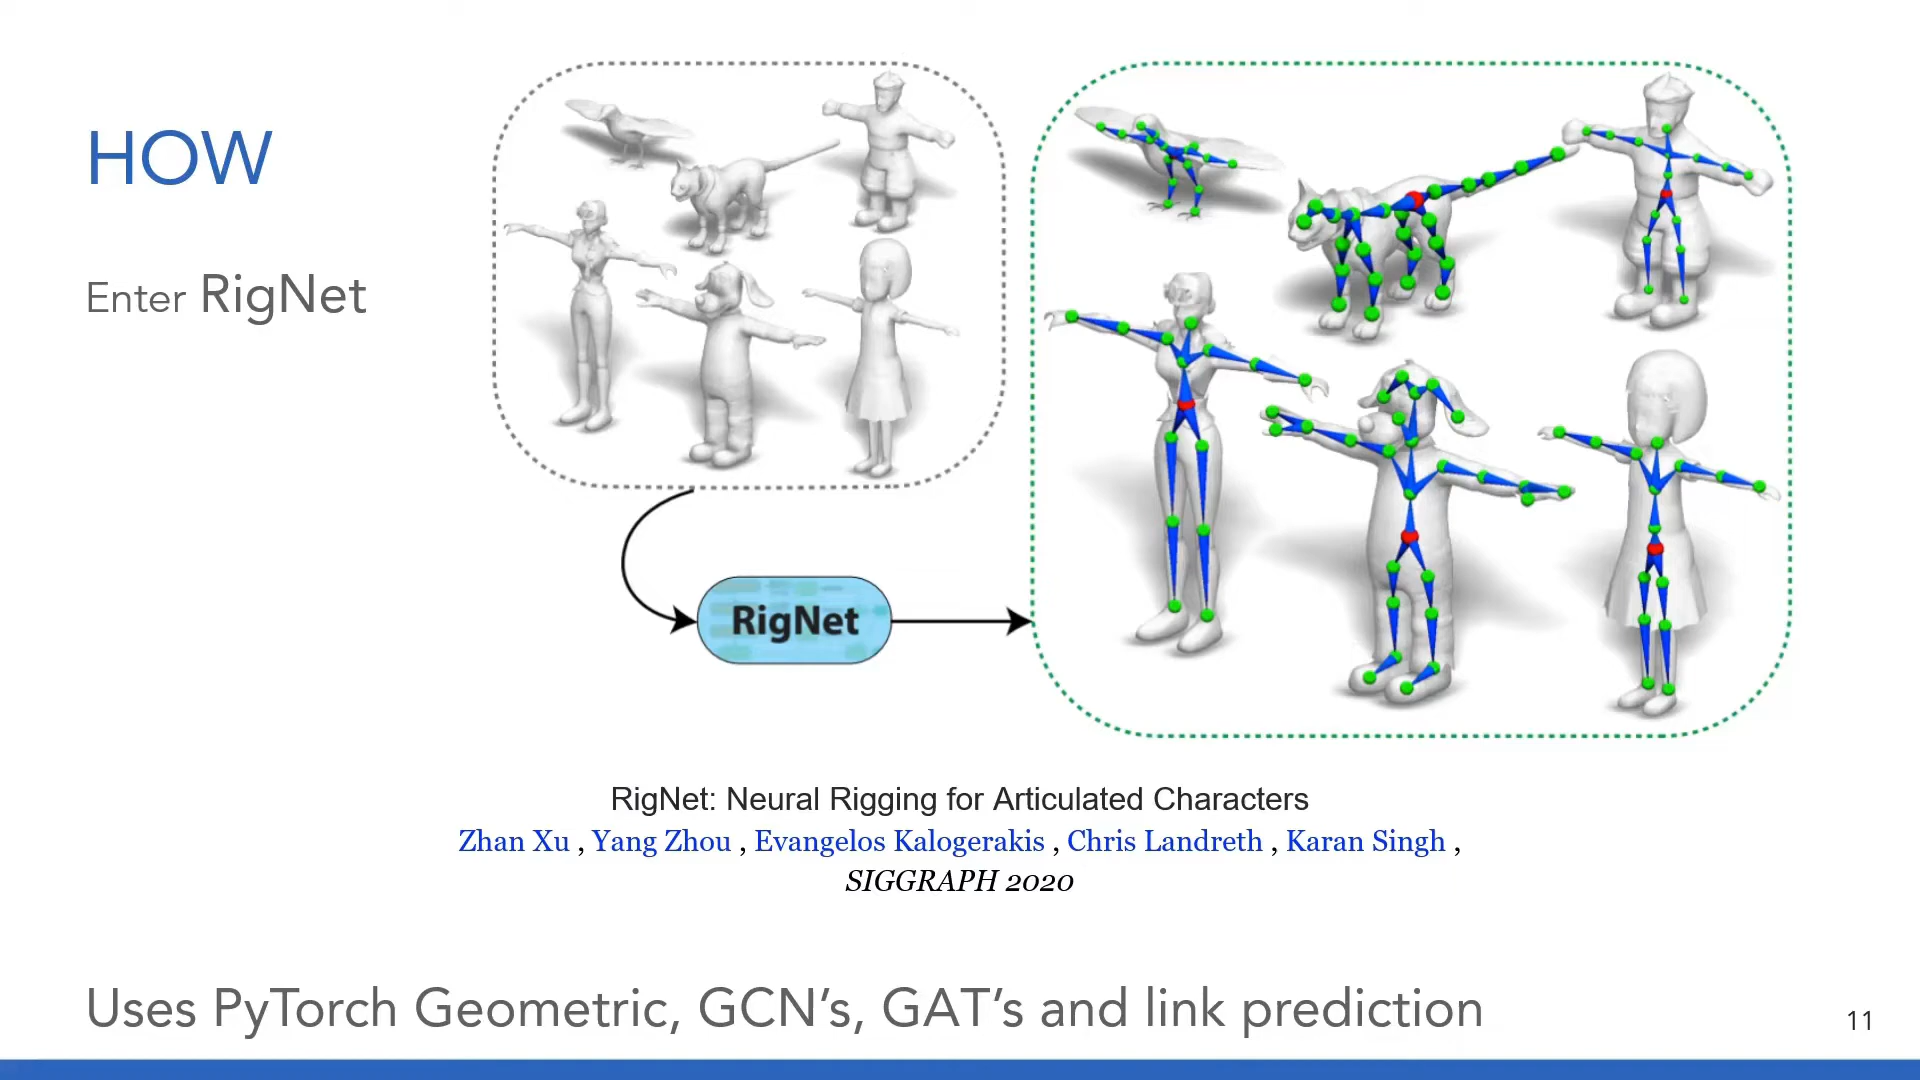 HOW
Enter RigNet
RigNet
RigNet: Neural Rigging for Articulated Characters
Zhan Xu , Yang Zhou , Evangelos Kalogerakis , Chris Landreth , Karan Singh ,
SIGGRAPH 2020
Uses PyTorch Geometric, GCN’s, GAT’s and link prediction
11